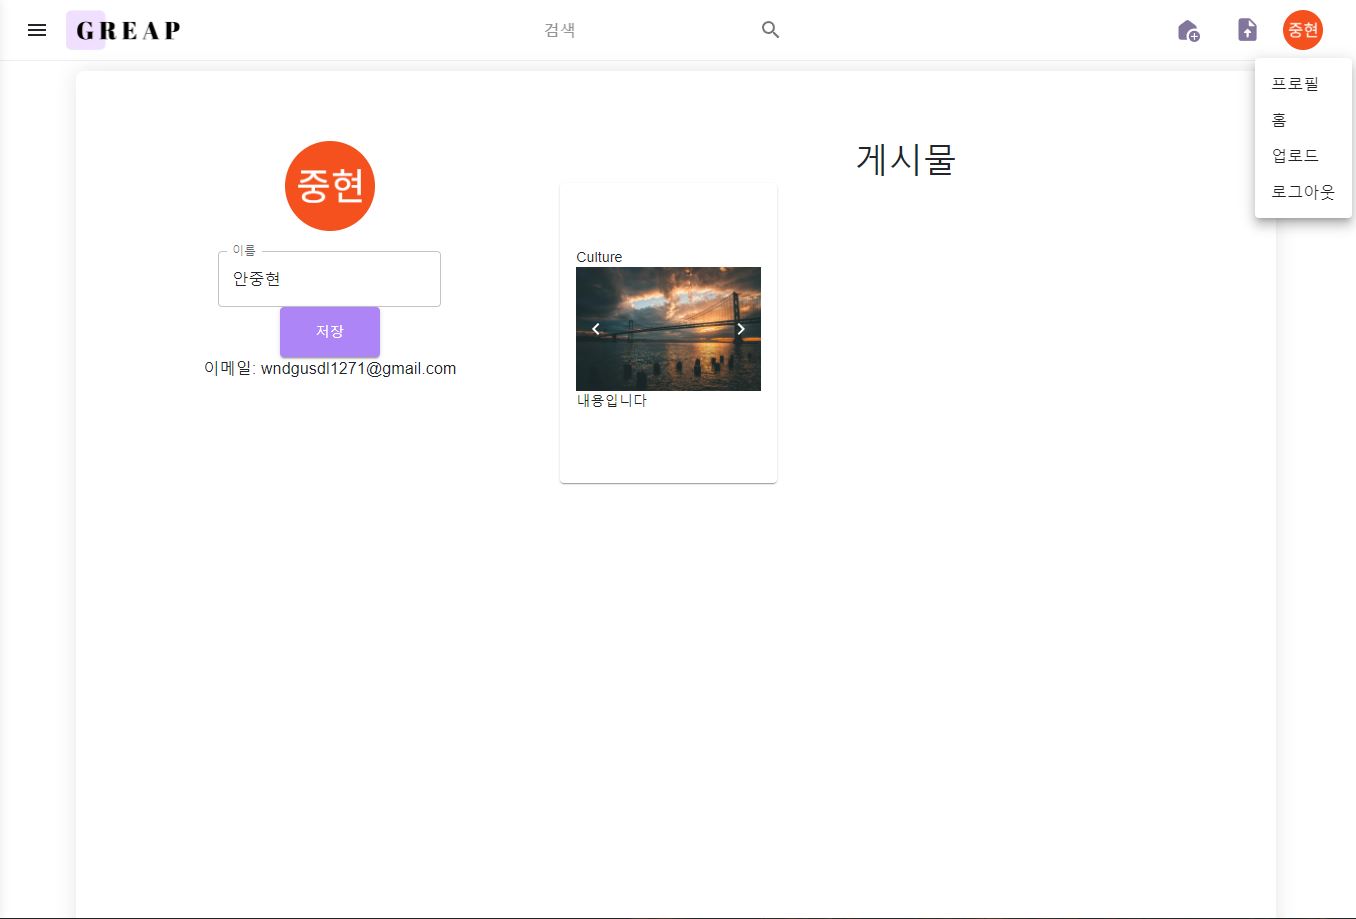 GREAP
검색
중현
프로필
홈
업로드
로그아웃
중현
이름
안중현
저장
이메일: wndgusdl1271@gmail.com
게시물
Culture
내용입니다